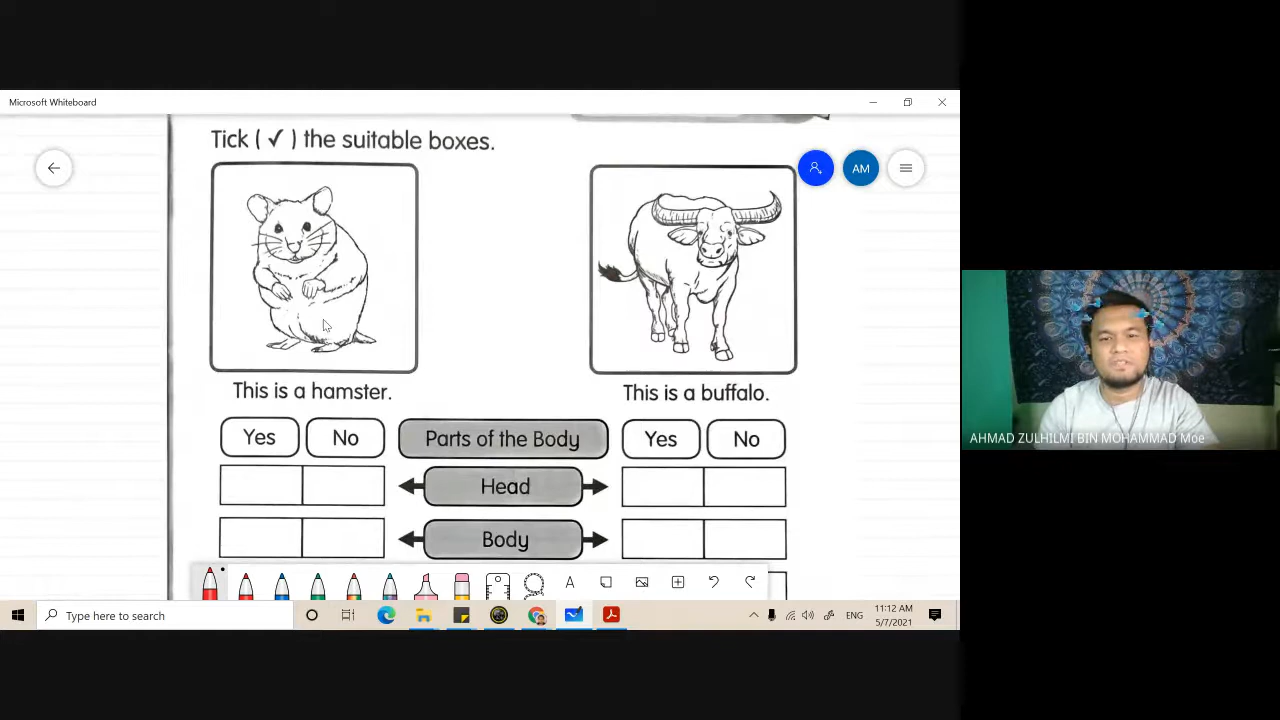 Microsoft Whiteboard
Tick ( ✓ ) the suitable boxes.
AM
This is a hamster.
This is a buffalo.
Yes No Parts of the Body Yes No
Head
Body
A
AHMAD ZULHILMI BIN MOHAMMAD Moe
Type here to search
ENG
11:12 AM
5/7/2021